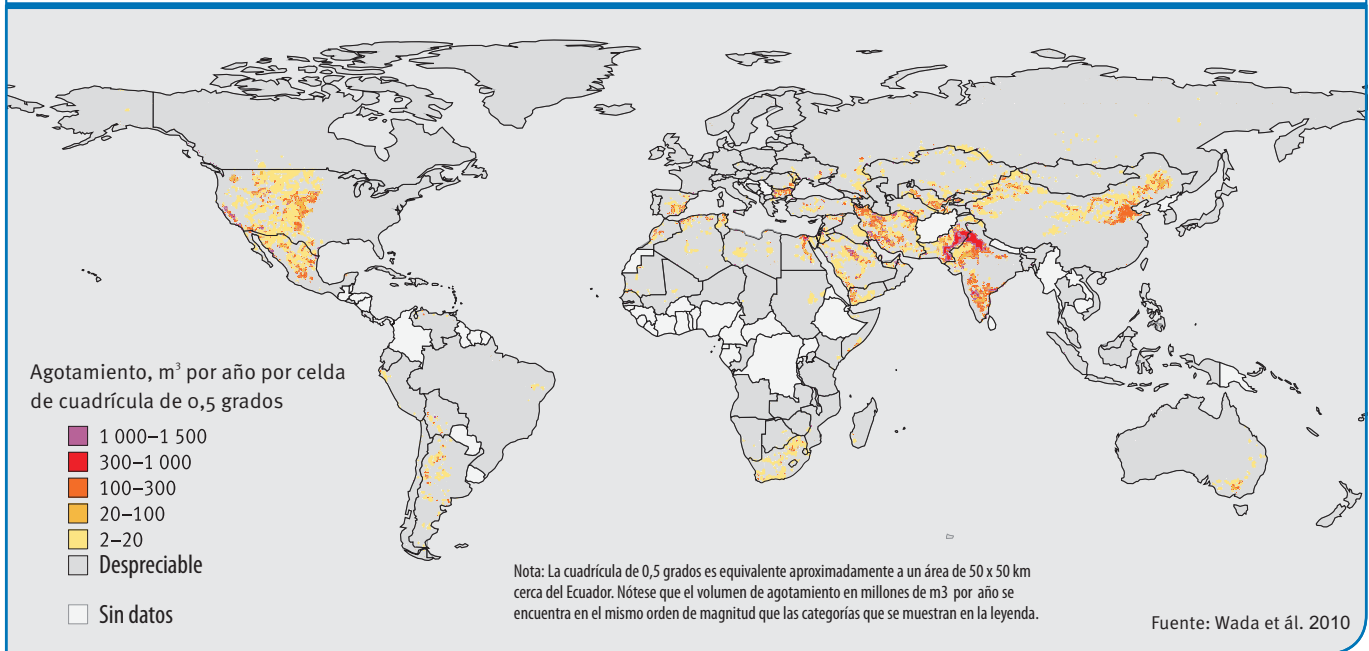 Agotamiento, m³ por año por celda
de cuadrícula de 0,5 grados
1 000–1 500
300–1 000
100–300
20–100
2–20
Despreciable
Sin datos
Nota: La cuadrícula de 0,5 grados es equivalente aproximadamente a un área de 50 x 50 km
cerca del Ecuador. Nótese que el volumen de agotamiento en millones de m3 por año se
encuentra en el mismo orden de magnitud que las categorías que se muestran en la leyenda.
Fuente: Wada et ál. 2010